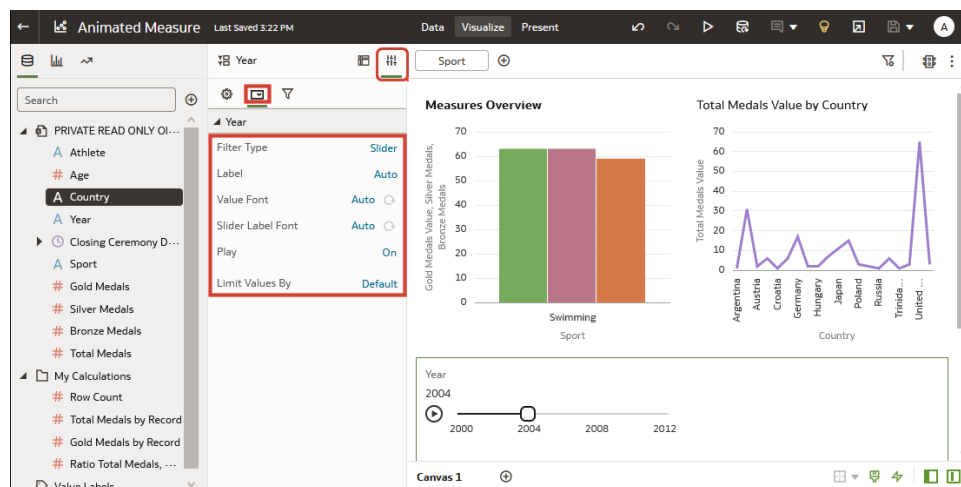 Animated Measure
Last Saved 3:22 PM
Data
Visualize
Present
A
Search
PRIVATE READ ONLY Ol...
A Athlete
# Age
A Country
A Year
Closing Ceremony D...
A Sport
# Gold Medals
# Silver Medals
# Bronze Medals
# Total Medals
My Calculations
# Row Count
# Total Medals by Record
# Gold Medals by Record
# Ratio Total Medals, ...
Value Labels
Year
Year
Filter Type Slider
Label Auto
Value Font Auto
Slider Label Font Auto
Play On
Limit Values By Default
Sport
Measures Overview
Gold Medals Value, Silver Medals,
Bronze Medals
70
60
50
40
30
20
10
0
Swimming
Sport
Total Medals Value by Country
Total Medals Value
70
60
50
40
30
20
10
0
Argentina
Austria
Croatia
Germany
Hungary
Japan
Poland
Russia
Trinida...
United ...
Country
Year
2004
2000 2004 2008 2012
Canvas 1